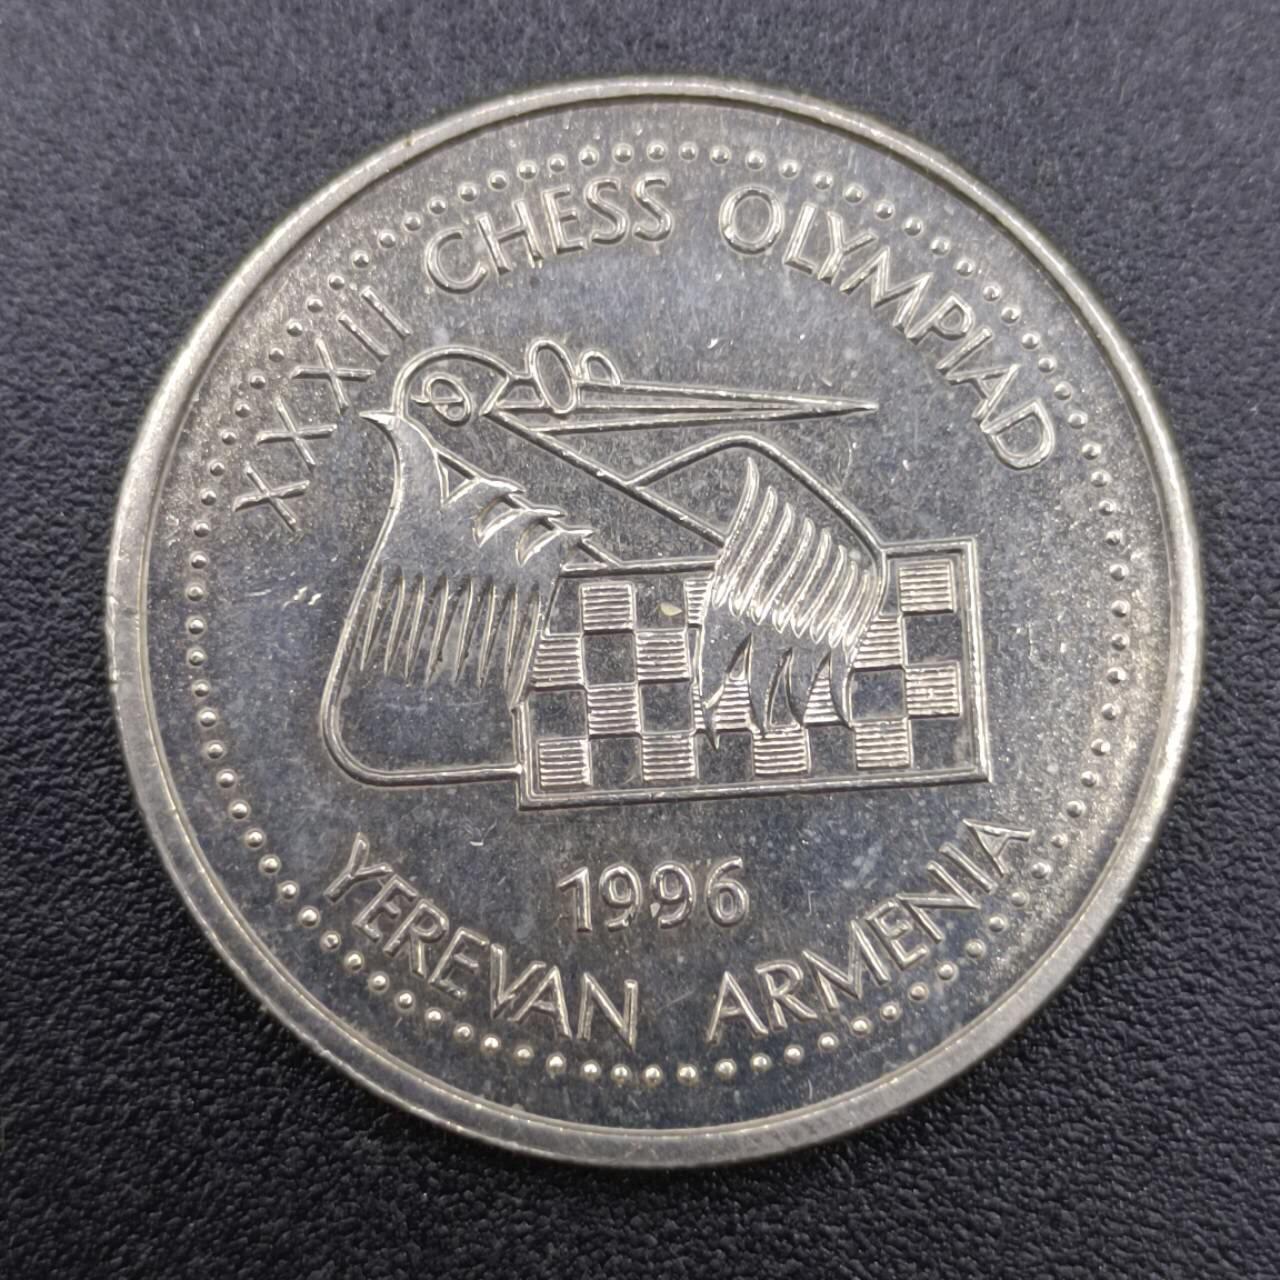 XXXII CHESS OLYMPIAD
1996
YEREVAN ARMENIA